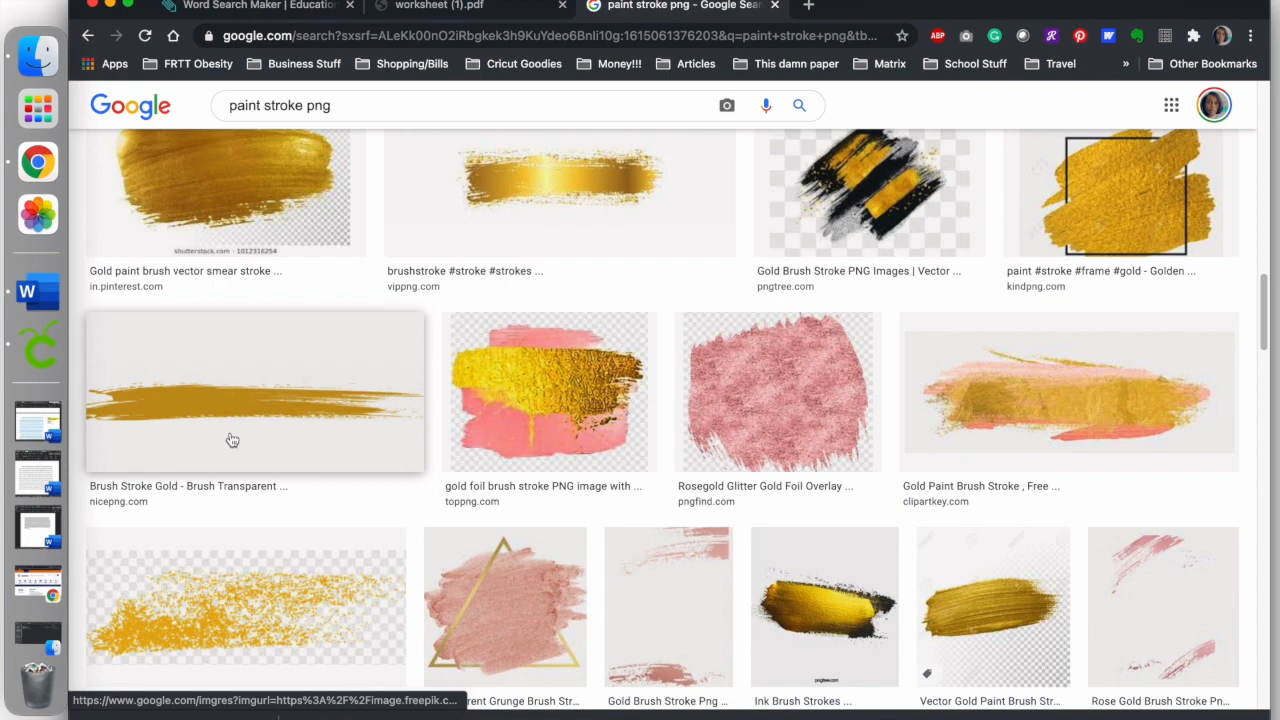 Word Search Maker | Education
worksheet (1).pdf
paint stroke png - Google Sear
google.com/search?sxsrf=ALeKk00nO2iRbgkek3h9KuYdeo6Bnli10g:1615061376203&q=paint+stroke+png&tb...
ABP
Apps
FRTT Obesity
Business Stuff
Shopping/Bills
Cricut Goodies
Money!!!
Articles
This damn paper
Matrix
School Stuff
Travel
»
Other Bookmarks
Google
paint stroke png
shutterstock.com · 1012316254
Gold paint brush vector smear stroke ...
in.pinterest.com
brushstroke #stroke #strokes ...
vippng.com
Gold Brush Stroke PNG Images | Vector ...
pngtree.com
paint #stroke #frame #gold - Golden ...
kindpng.com
Brush Stroke Gold - Brush Transparent ...
nicepng.com
gold foil brush stroke PNG image with ...
toppng.com
Rosegold Glitter Gold Foil Overlay ...
pngfind.com
Gold Paint Brush Stroke , Free ...
clipartkey.com
https://www.google.com/imgres?imgurl=https%3A%2F%2Fimage.freepik.c...
rent Grunge Brush Str...
Gold Brush Stroke Png ...
Ink Brush Strokes ...
Vector Gold Paint Brush Str...
Rose Gold Brush Stroke Pn...